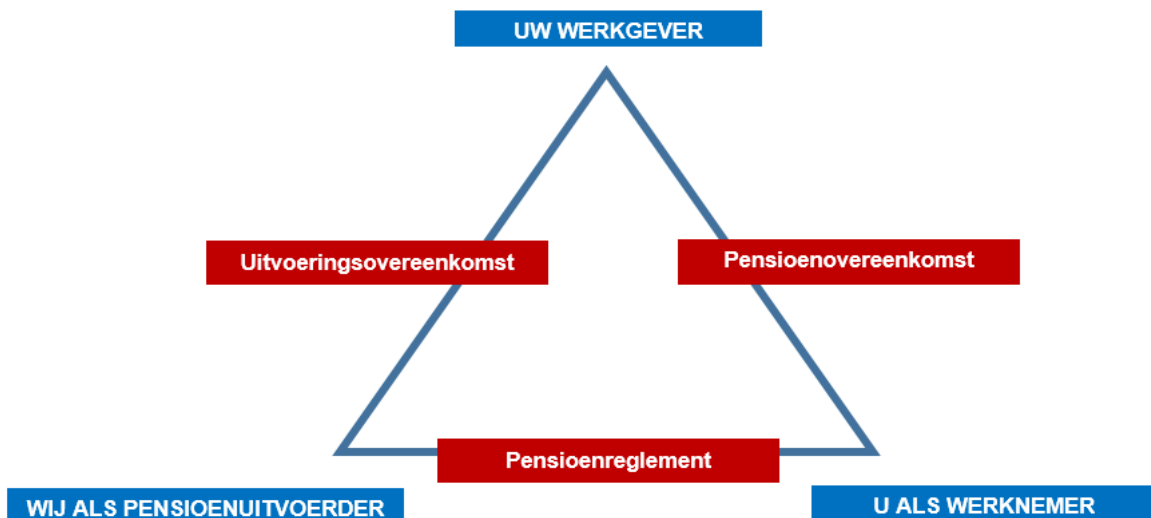 UW WERKGEVER
Uitvoeringsovereenkomst
Pensioenovereenkomst
Pensioenreglement
WIJ ALS PENSIOENUITVOERDER
U ALS WERKNEMER